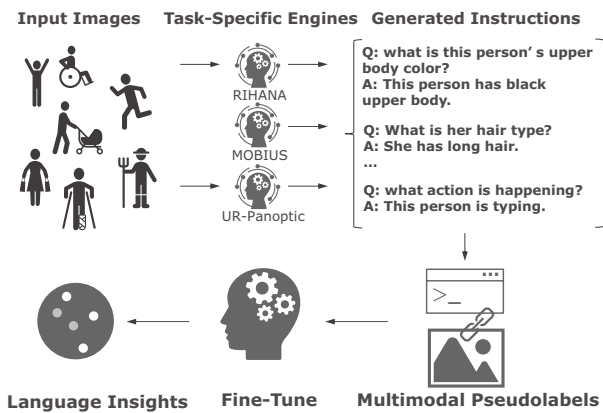 Input Images
Task-Specific Engines
Generated Instructions
RIHANA
MOBIUS
UR-Panoptic
Q: what is this person's upper
body color?
A: This person has black
upper body.
Q: What is her hair type?
A: She has long hair.
...
Q: what action is happening?
A: This person is typing.
>_
Language Insights
Fine-Tune
Multimodal Pseudolabels